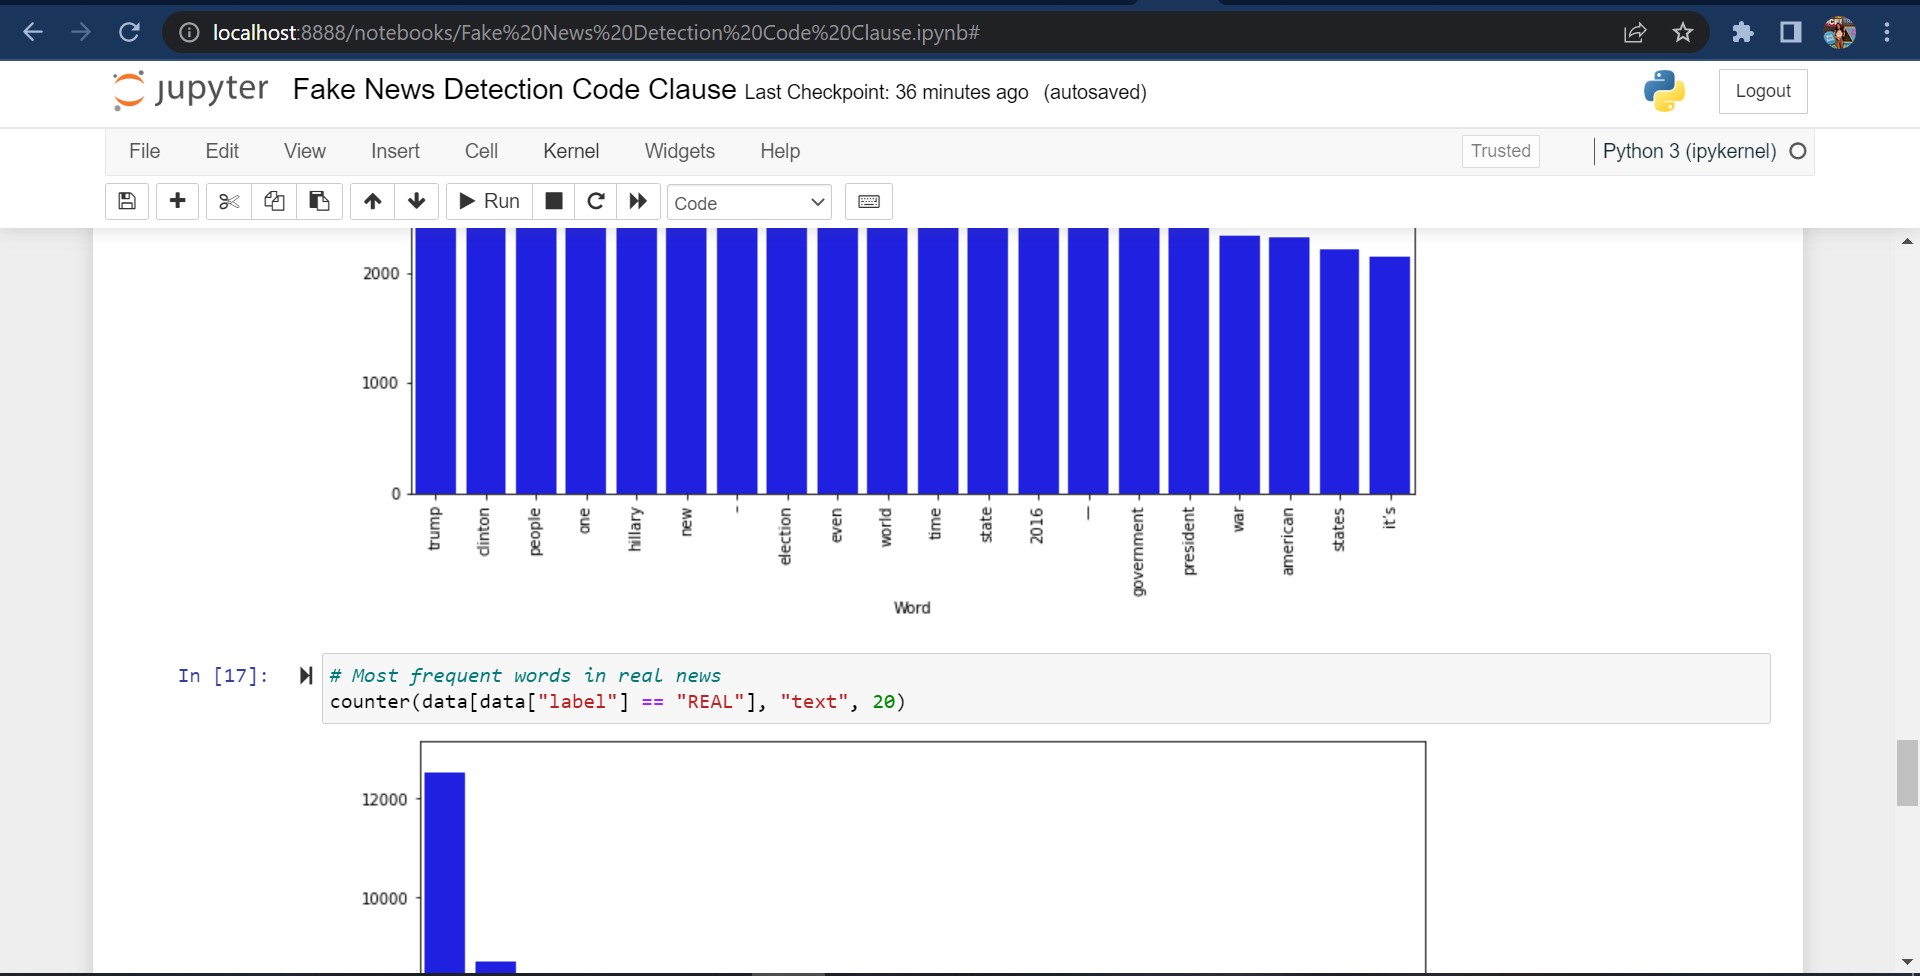 localhost:8888/notebooks/Fake%20News%20Detection%20Code%20Clause.ipynb#
jupyter Fake News Detection Code Clause Last Checkpoint: 36 minutes ago (autosaved)
Logout
File Edit View Insert Cell Kernel Widgets Help
Trusted
Python 3 (ipykernel)
Run
Code
2000
1000
0
trump
clinton
people
one
hillary
new
-
election
even
world
time
state
2016
—
government
president
war
american
states
it's
Word
In [17]:
# Most frequent words in real news
counter(data[data["label"] == "REAL"], "text", 20)
12000
10000